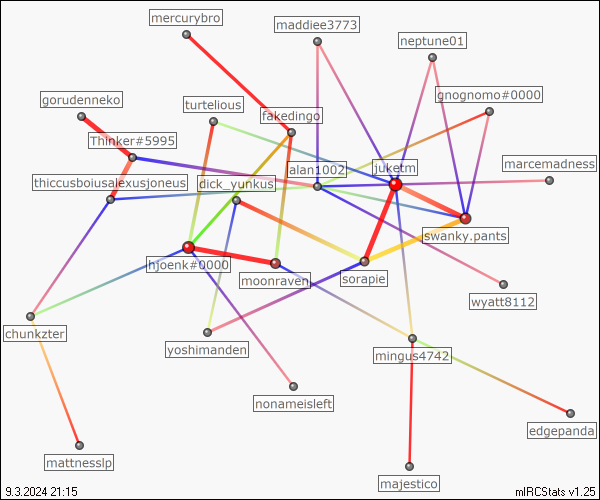 mercurybro
maddiee3773
neptune01
gorudenneko
turtelious
gnognomo#0000
fakedingo
Thinker#5995
alan1002
juketm
marcemadness
thiccusboiusalexusjoneus
dick_yunkus
swanky.pants
hjoenk#0000
moonraven
sorapie
wyatt8112
chunkzter
yoshimanden
mingus4742
nonameisleft
edgepanda
mattnesslp
majestico
9.3.2024 21:15
mIRCStats v1.25